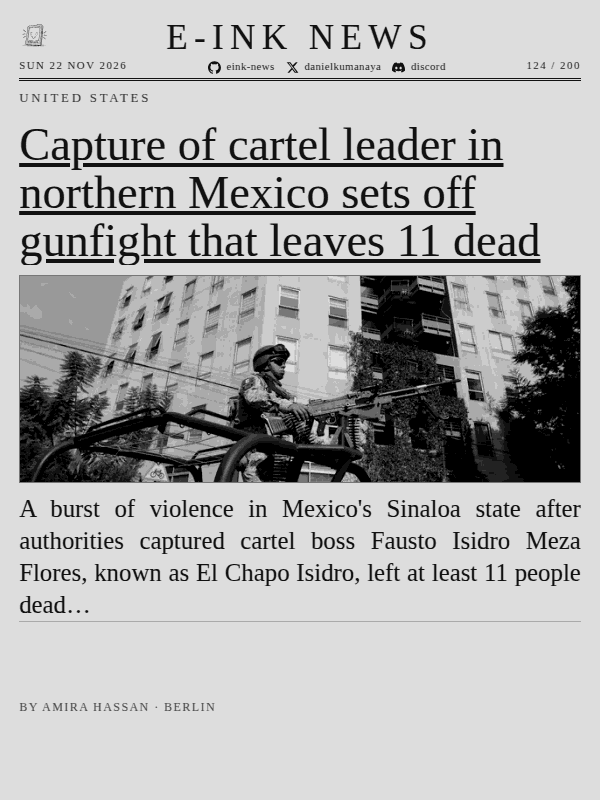 E-INK NEWS
SUN 22 NOV 2026
eink-news danielkumanaya discord
124 / 200
UNITED STATES
Capture of cartel leader in
northern Mexico sets off
gunfight that leaves 11 dead
A burst of violence in Mexico's Sinaloa state after
authorities captured cartel boss Fausto Isidro Meza
Flores, known as El Chapo Isidro, left at least 11 people
dead…
BY AMIRA HASSAN · BERLIN